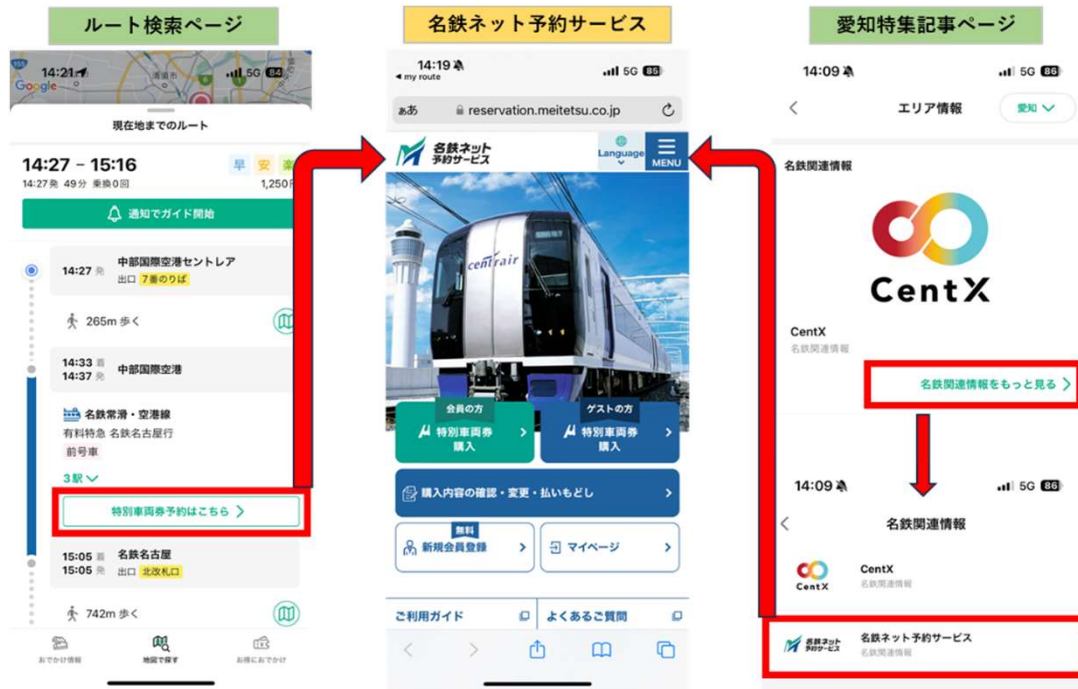 ルート検索ページ
14:21
5G 84
Google
清須市
現在地までのルート
14:27 - 15:16
早 安 楽
14:27発 49分 乗換0回
1,250円
通知でガイド開始
14:27 発
中部国際空港セントレア
出口 7番のりば
265m 歩く
14:33 着
14:37 発
中部国際空港
名鉄常滑・空港線
有料特急 名鉄名古屋行
前号車
3駅
特別車両券予約はこちら
15:05 着
15:05 発
名鉄名古屋
出口 北改札口
742m 歩く
おでかけ情報
地図で探す
お得におでかけ
名鉄ネット予約サービス
14:19
my route
5G 85
ぁあ
reservation.meitetsu.co.jp
名鉄ネット
予約サービス
Language
MENU
centrair
会員の方
μ 特別車両券
購入
ゲストの方
μ 特別車両券
購入
購入内容の確認・変更・払いもどし
無料
新規会員登録
マイページ
ご利用ガイド
よくあるご質問
愛知特集記事ページ
14:09
5G 86
エリア情報
愛知
名鉄関連情報
CentX
CentX
名鉄関連情報
名鉄関連情報をもっと見る
14:09
5G 86
名鉄関連情報
CentX
CentX
名鉄関連情報
名鉄ネット
予約サービス
名鉄ネット予約サービス
名鉄関連情報